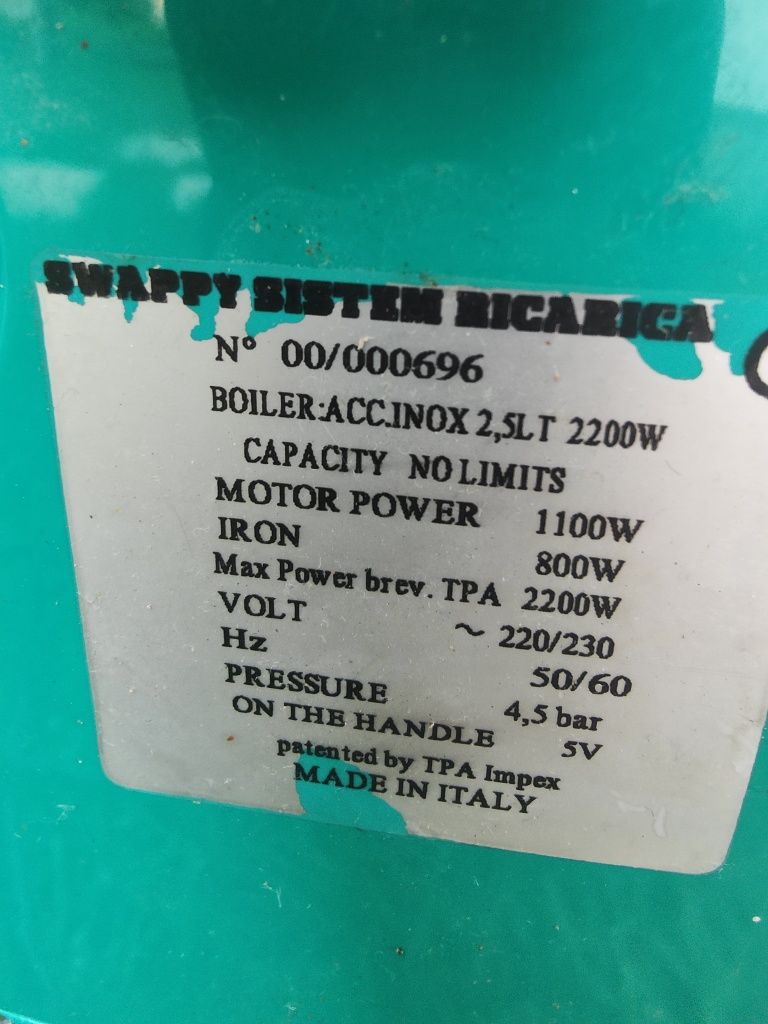 SWAPPY SISTEM RICARICA
N° 00/000696
BOILER:ACC.INOX 2,5LT 2200W
CAPACITY NO LIMITS
MOTOR POWER 1100W
IRON 800W
Max Power brev. TPA 2200W
VOLT ~ 220/230
Hz 50/60
PRESSURE 4,5 bar
ON THE HANDLE 5V
patented by TPA Impex
MADE IN ITALY